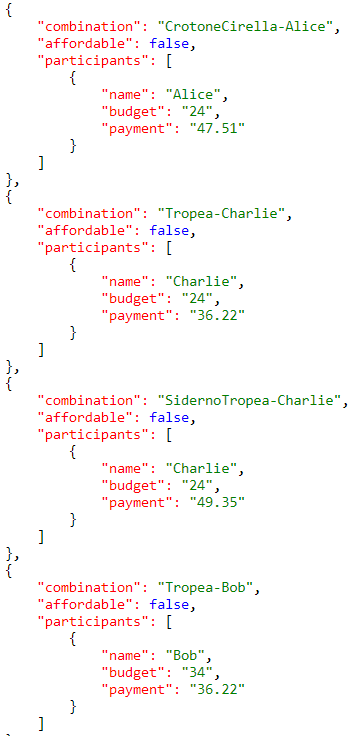 {
"combination": "CrotoneCirella-Alice",
"affordable": false,
"participants": [
{
"name": "Alice",
"budget": "24",
"payment": "47.51"
}
]
},
{
"combination": "Tropea-Charlie",
"affordable": false,
"participants": [
{
"name": "Charlie",
"budget": "24",
"payment": "36.22"
}
]
},
{
"combination": "SidernoTropea-Charlie",
"affordable": false,
"participants": [
{
"name": "Charlie",
"budget": "24",
"payment": "49.35"
}
]
},
{
"combination": "Tropea-Bob",
"affordable": false,
"participants": [
{
"name": "Bob",
"budget": "34",
"payment": "36.22"
}
]